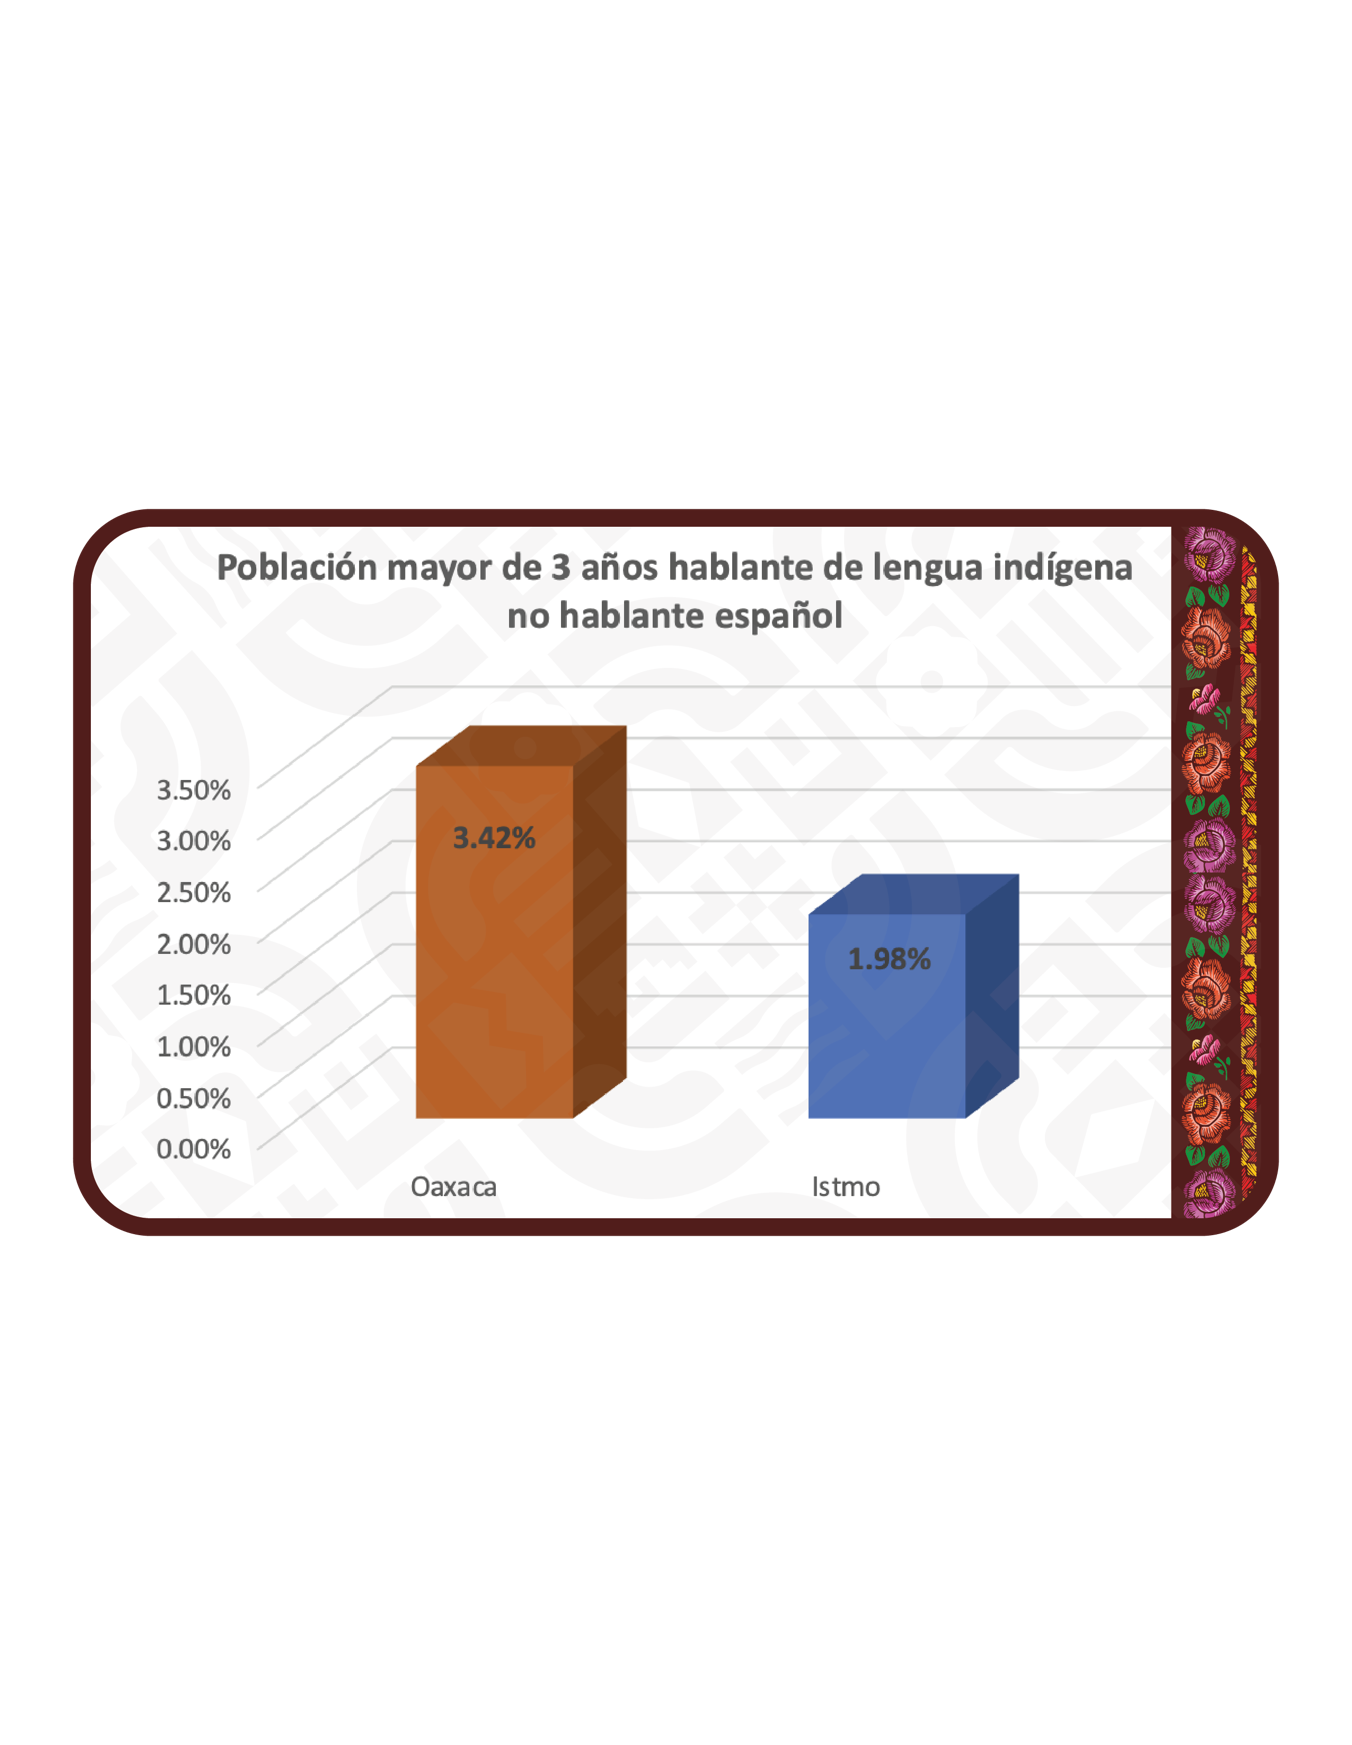 Población mayor de 3 años hablante de lengua indígena
no hablante español
3.50%
3.00%
2.50%
2.00%
1.50%
1.00%
0.50%
0.00%
3.42%
1.98%
Oaxaca
Istmo